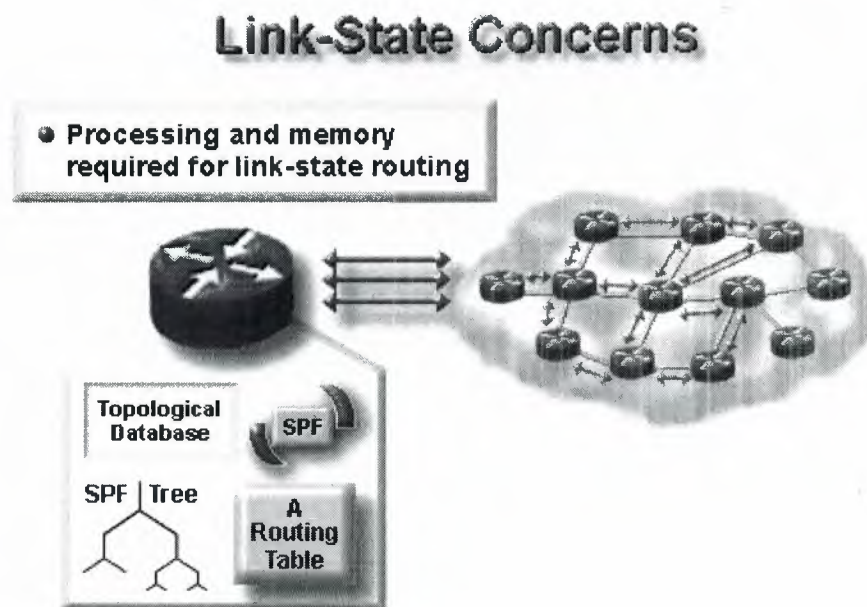 Link-State Concerns
Processing and memory
required for link-state routing
Topological
Database
SPF
SPF Tree
A
Routing
Table